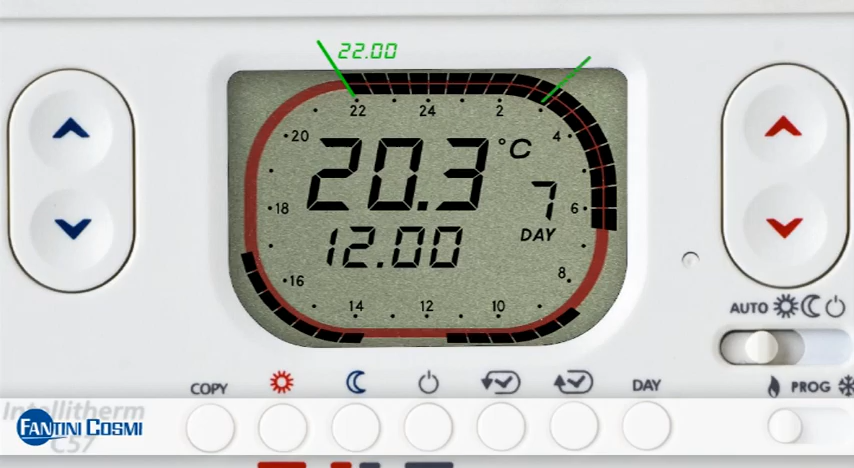 22.00
22 24 2
20 4
20.3 °C
7
18 6
12.00 DAY
16 8
14 12 10
AUTO
COPY DAY
PROG
Intellitherm
FANTINI COSMI
C57